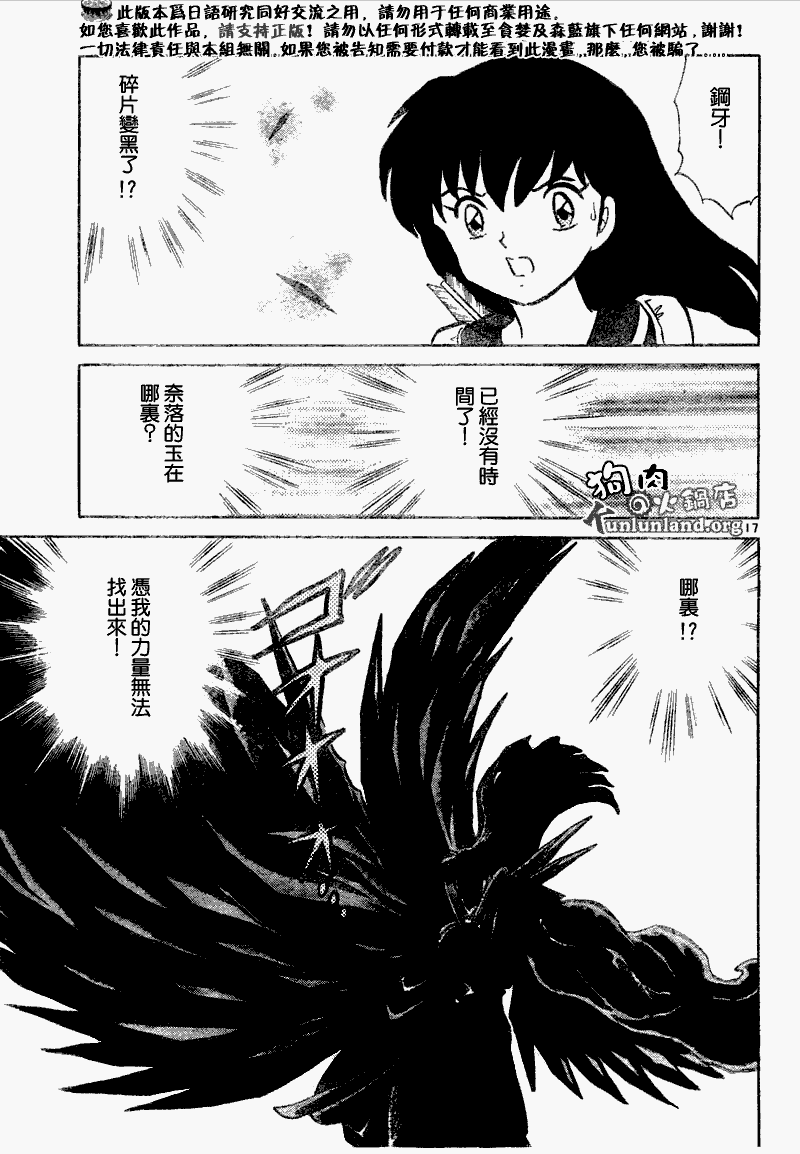 此版本爲日語研究同好交流之用，請勿用于任何商業用途。
如您喜歡此作品，請支持正版！請勿以任何形式轉載至貪婪及森藍旗下任何網站，謝謝！
一切法律責任與本組無關。如果您被告知需要付款才能看到此漫畫，那麽，您被騙了……
鋼牙！
碎片變黑了！？
已經沒有時
間了！
奈落的玉在
哪裏？
狗肉の火鍋店
Kunlunland.org
17
哪裏！？
憑我的力量無法
找出來！